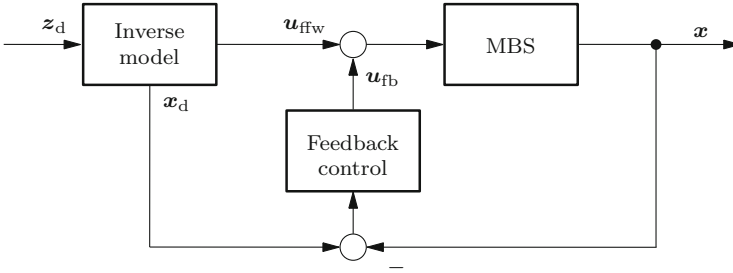 z_d
Inverse
model
u_ffw
MBS
x
u_fb
x_d
Feedback
control
−